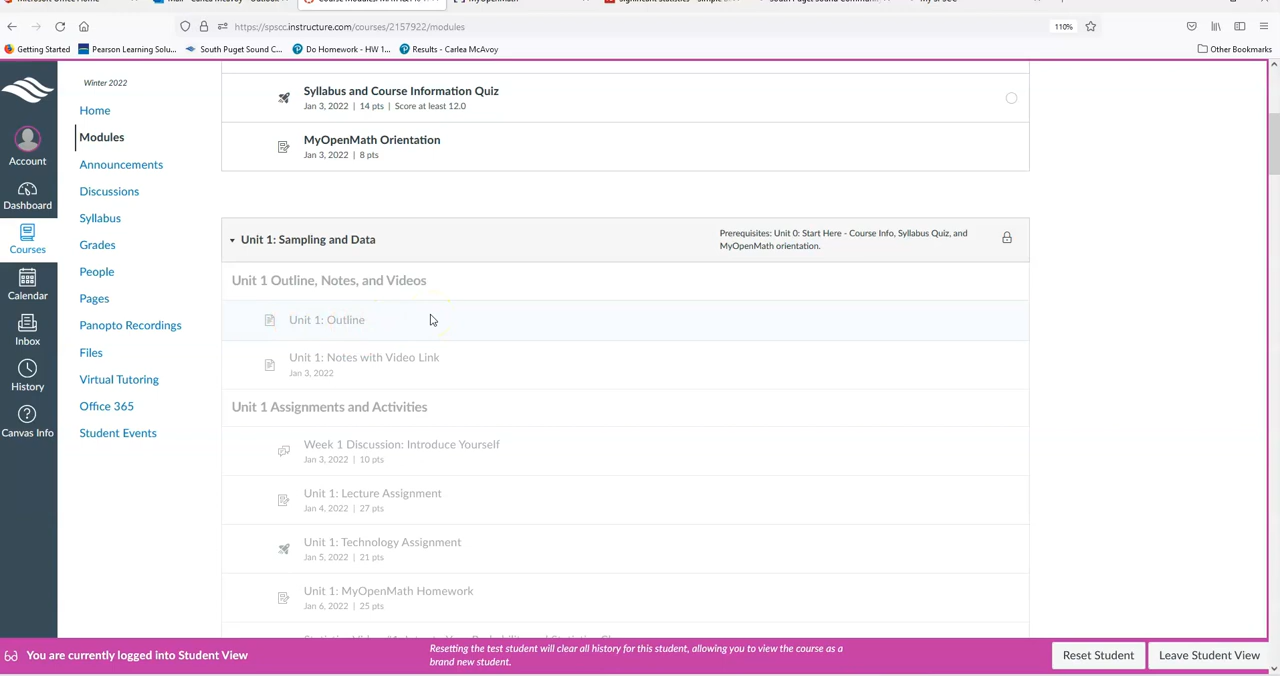 https://spscc.instructure.com/courses/2157922/modules
110%
Getting Started
Pearson Learning Solu...
South Puget Sound C...
Do Homework - HW 1...
Results - Carlea McAvoy
Other Bookmarks
Account
Dashboard
Courses
Calendar
Inbox
History
Canvas Info
Winter 2022
Home
Modules
Announcements
Discussions
Syllabus
Grades
People
Pages
Panopto Recordings
Files
Virtual Tutoring
Office 365
Student Events
Syllabus and Course Information Quiz
Jan 3, 2022 | 14 pts | Score at least 12.0
MyOpenMath Orientation
Jan 3, 2022 | 8 pts
Unit 1: Sampling and Data
Prerequisites: Unit 0: Start Here - Course Info, Syllabus Quiz, and
MyOpenMath orientation.
Unit 1 Outline, Notes, and Videos
Unit 1: Outline
Unit 1: Notes with Video Link
Jan 3, 2022
Unit 1 Assignments and Activities
Week 1 Discussion: Introduce Yourself
Jan 3, 2022 | 10 pts
Unit 1: Lecture Assignment
Jan 4, 2022 | 27 pts
Unit 1: Technology Assignment
Jan 5, 2022 | 21 pts
Unit 1: MyOpenMath Homework
Jan 6, 2022 | 25 pts
You are currently logged into Student View
Resetting the test student will clear all history for this student, allowing you to view the course as a
brand new student.
Reset Student
Leave Student View